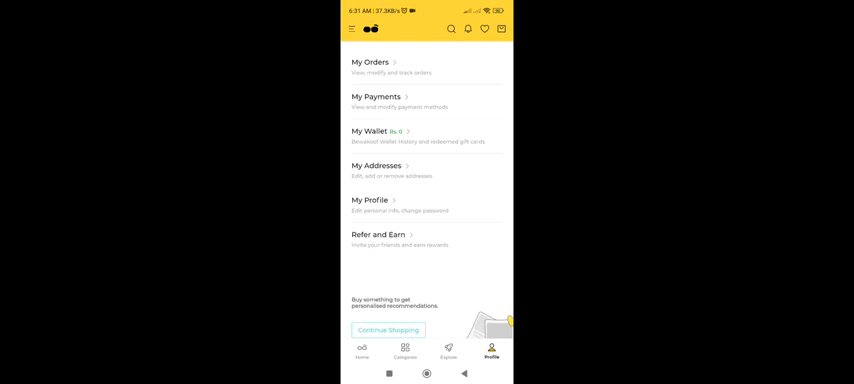 6:31 AM | 37.3KB/s
My Orders
View, modify and track orders
My Payments
View and modify payment methods
My Wallet Rs. 0
Bewakoof Wallet History and redeemed gift cards
My Addresses
Edit, add or remove addresses
My Profile
Edit personal info, change password
Refer and Earn
Invite your friends and earn rewards
Buy something to get
personalised recommendations.
Continue Shopping
Home Categories Explore Profile